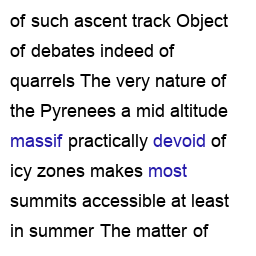 of such ascent track Object
of debates indeed of
quarrels The very nature of
the Pyrenees a mid altitude
massif practically devoid of
icy zones makes most
summits accessible at least
in summer The matter of